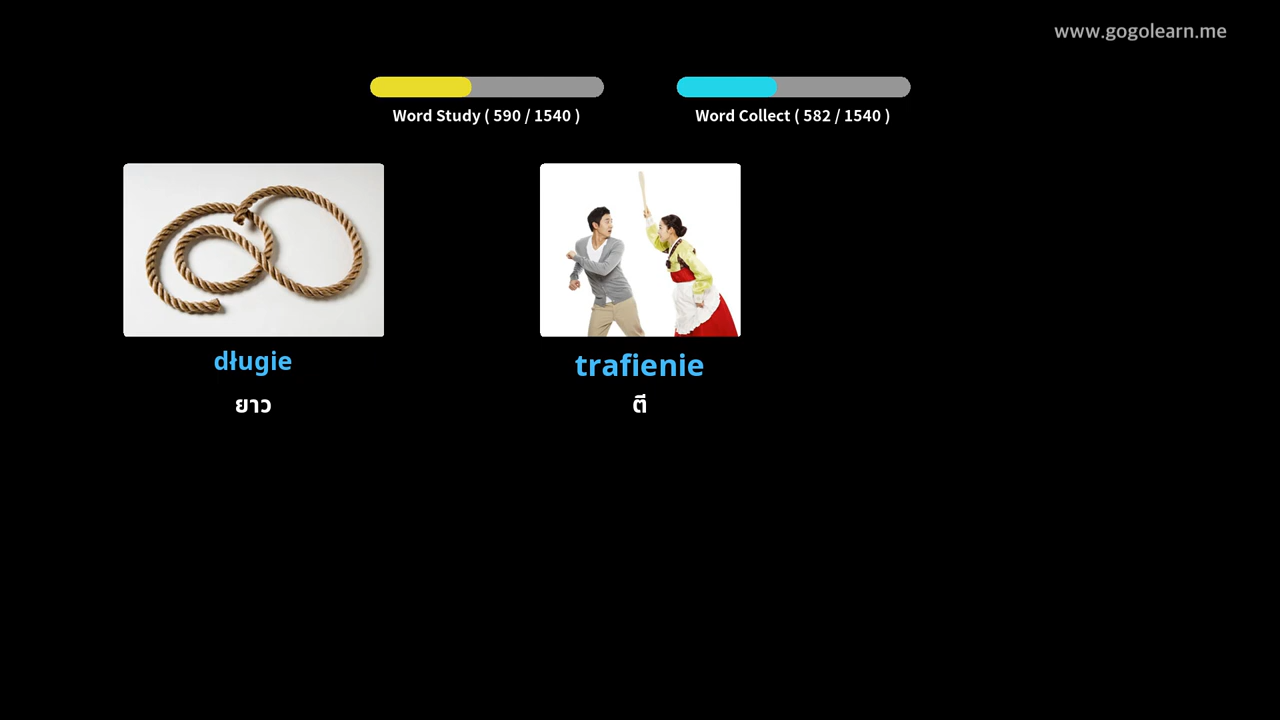 www.gogolearn.me
Word Study ( 590 / 1540 )
Word Collect ( 582 / 1540 )
długie
trafienie
ยาว
ตี